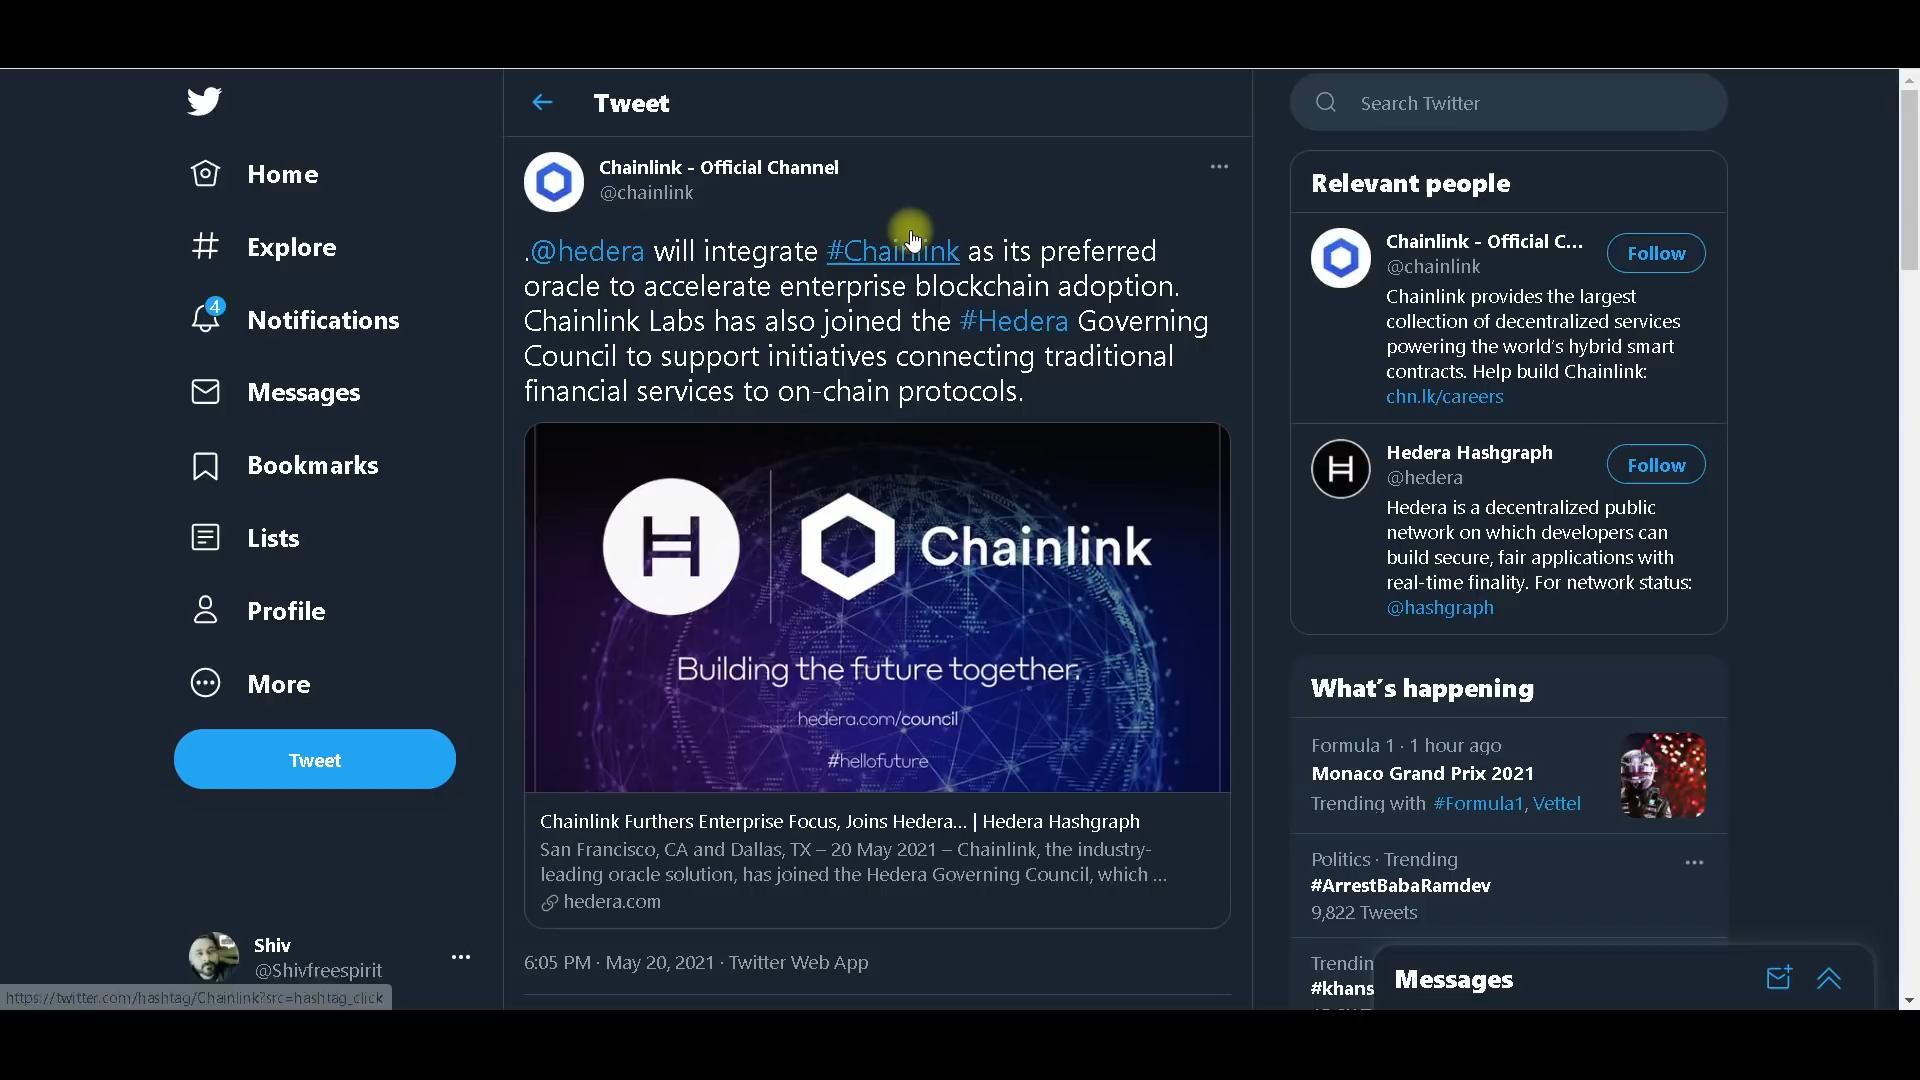 Home
Explore
4
Notifications
Messages
Bookmarks
Lists
Profile
More
Tweet
Shiv
@Shivfreespirit
https://twitter.com/hashtag/Chainlink?src=hashtag_click
Tweet
Chainlink - Official Channel
@chainlink
.@hedera will integrate #Chainlink as its preferred
oracle to accelerate enterprise blockchain adoption.
Chainlink Labs has also joined the #Hedera Governing
Council to support initiatives connecting traditional
financial services to on-chain protocols.
Chainlink
Building the future together.
hedera.com/council
#hellofuture
Chainlink Furthers Enterprise Focus, Joins Hedera... | Hedera Hashgraph
San Francisco, CA and Dallas, TX – 20 May 2021 – Chainlink, the industry-
leading oracle solution, has joined the Hedera Governing Council, which ...
hedera.com
6:05 PM · May 20, 2021 · Twitter Web App
Search Twitter
Relevant people
Chainlink - Official C...
@chainlink
Follow
Chainlink provides the largest
collection of decentralized services
powering the world's hybrid smart
contracts. Help build Chainlink:
chn.lk/careers
Hedera Hashgraph
@hedera
Follow
Hedera is a decentralized public
network on which developers can
build secure, fair applications with
real-time finality. For network status:
@hashgraph
What's happening
Formula 1 · 1 hour ago
Monaco Grand Prix 2021
Trending with #Formula1, Vettel
Politics · Trending
#ArrestBabaRamdev
9,822 Tweets
Trendin
#khans
Messages